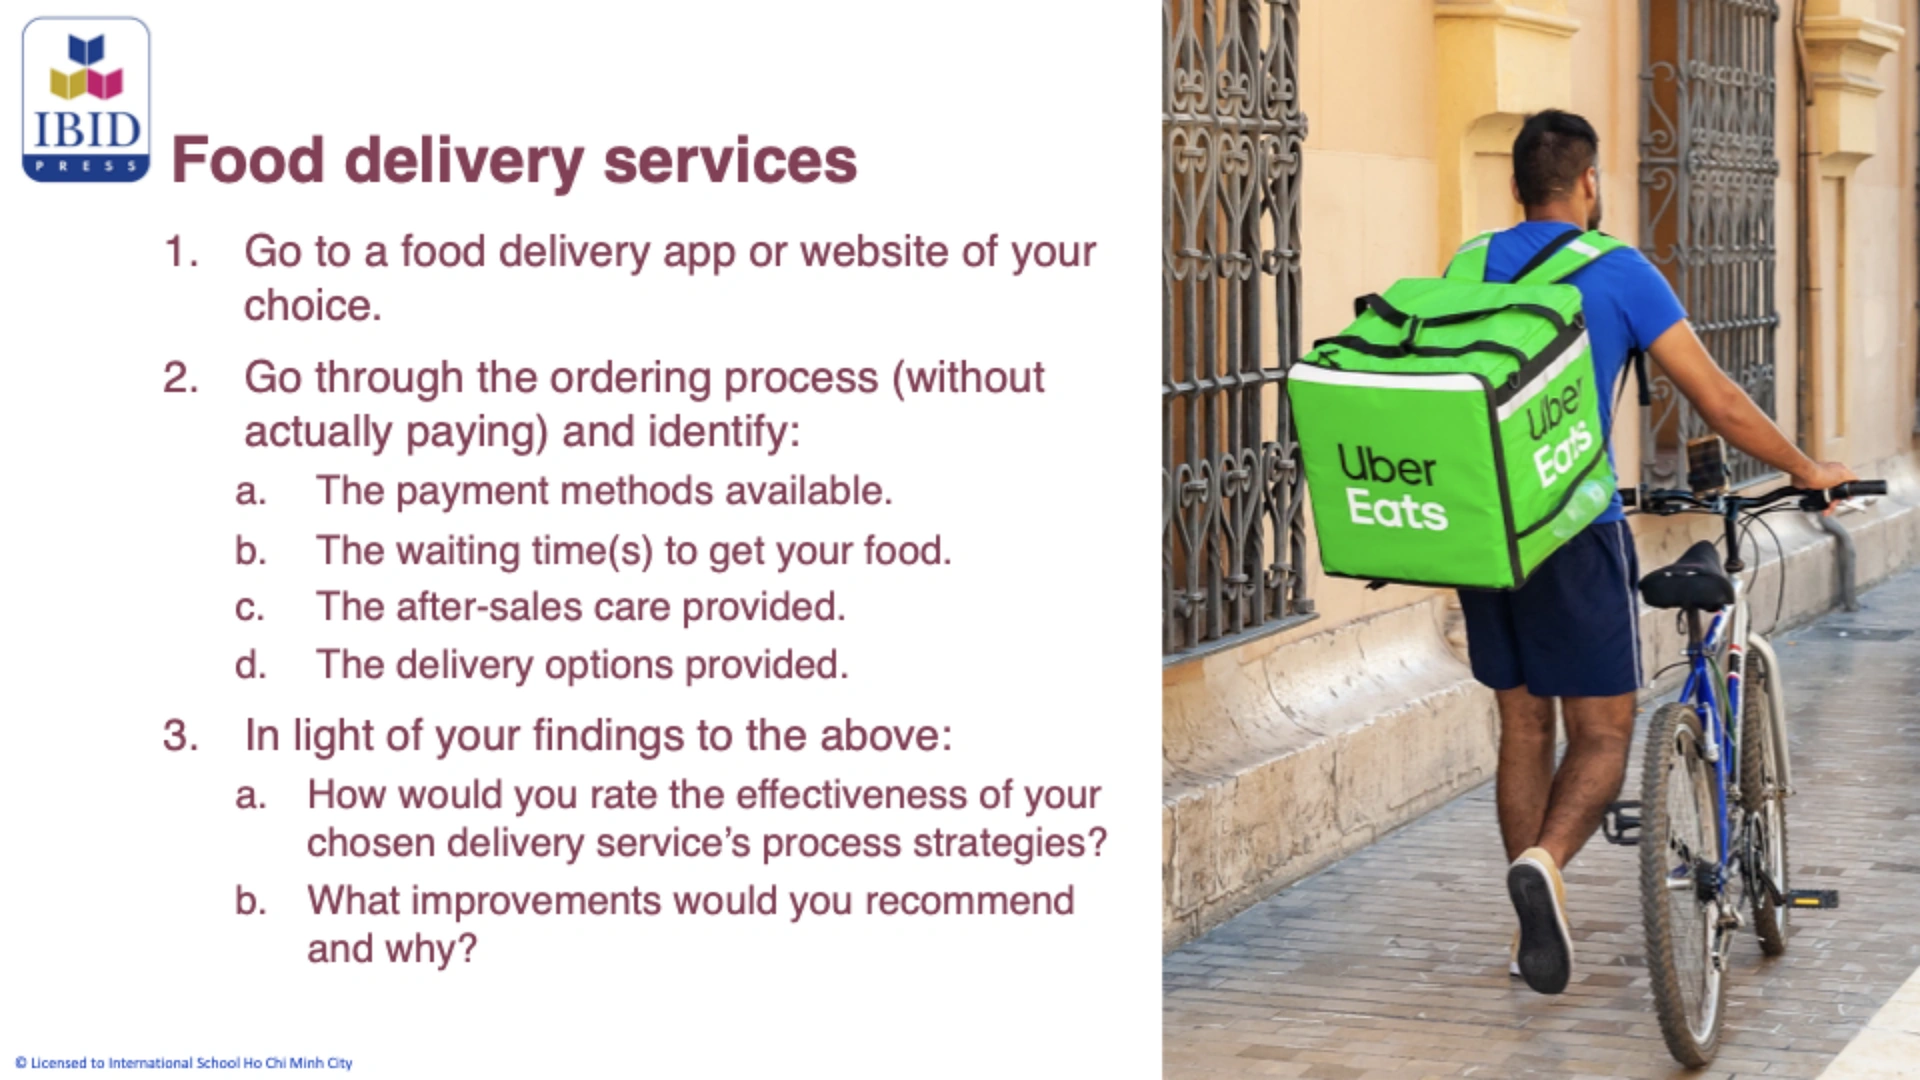 IBID
PRESS
Food delivery services
1. Go to a food delivery app or website of your
choice.
2. Go through the ordering process (without
actually paying) and identify:
a. The payment methods available.
b. The waiting time(s) to get your food.
c. The after-sales care provided.
d. The delivery options provided.
3. In light of your findings to the above:
a. How would you rate the effectiveness of your
chosen delivery service’s process strategies?
b. What improvements would you recommend
and why?
© Licensed to International School Ho Chi Minh City
Uber
Eats
Uber
Eats